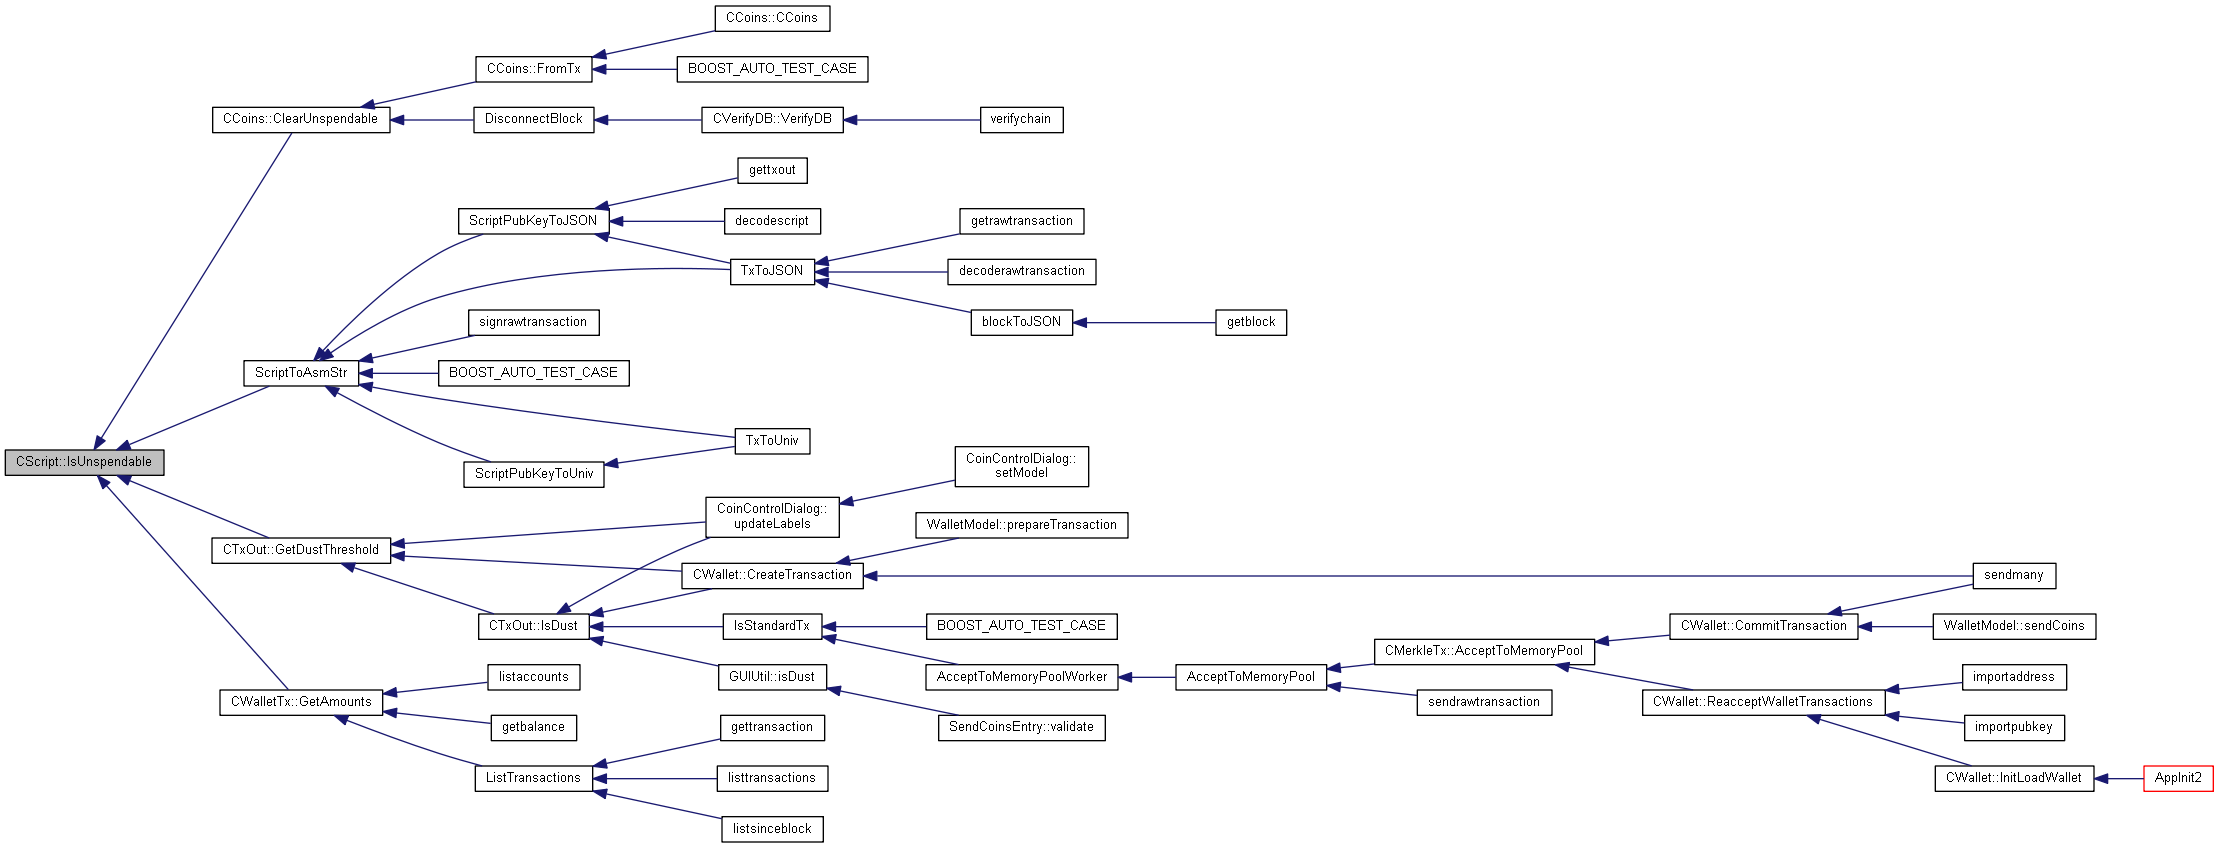 CCoins::CCoins
CCoins::FromTx
BOOST_AUTO_TEST_CASE
CCoins::ClearUnspendable
DisconnectBlock
CVerifyDB::VerifyDB
verifychain
gettxout
ScriptPubKeyToJSON
decodescript
getrawtransaction
TxToJSON
decoderawtransaction
signrawtransaction
blockToJSON
getblock
ScriptToAsmStr
BOOST_AUTO_TEST_CASE
TxToUniv
CScript::IsUnspendable
ScriptPubKeyToUniv
CoinControlDialog::
setModel
CoinControlDialog::
updateLabels
WalletModel::prepareTransaction
CTxOut::GetDustThreshold
CWallet::CreateTransaction
sendmany
CTxOut::IsDust
IsStandardTx
BOOST_AUTO_TEST_CASE
CWallet::CommitTransaction
WalletModel::sendCoins
CMerkleTx::AcceptToMemoryPool
listaccounts
GUIUtil::isDust
AcceptToMemoryPoolWorker
AcceptToMemoryPool
importaddress
CWalletTx::GetAmounts
sendrawtransaction
CWallet::ReacceptWalletTransactions
getbalance
gettransaction
SendCoinsEntry::validate
importpubkey
ListTransactions
listtransactions
CWallet::InitLoadWallet
AppInit2
listsinceblock